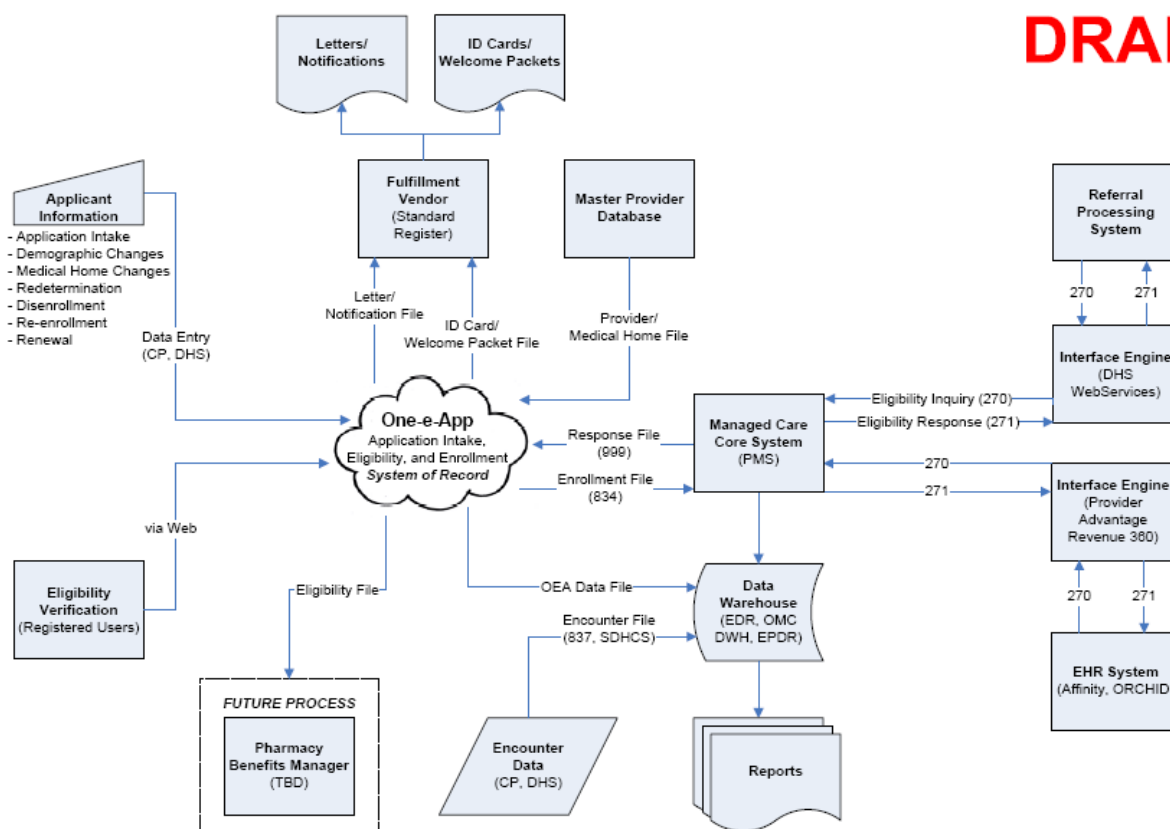 DRAI
Letters/
Notifications
ID Cards/
Welcome Packets
Applicant
Information
- Application Intake
- Demographic Changes
- Medical Home Changes
- Redetermination
- Disenrollment
- Re-enrollment
- Renewal
Fulfillment
Vendor
(Standard
Register)
Master Provider
Database
Referral
Processing
System
270
271
Letter/
Notification File
ID Card/
Welcome Packet File
Provider/
Medical Home File
Data Entry
(CP, DHS)
Interface Engine
(DHS
WebServices)
Eligibility Inquiry (270)
Eligibility Response (271)
One-e-App
Application Intake,
Eligibility, and Enrollment
System of Record
Response File
(999)
Enrollment File
(834)
Managed Care
Core System
(PMS)
270
271
Interface Engine
(Provider
Advantage
Revenue 360)
via Web
Eligibility
Verification
(Registered Users)
Eligibility File
OEA Data File
Encounter File
(837, SDHCS)
Data
Warehouse
(EDR, OMC
DWH, EPDR)
270
271
EHR System
(Affinity, ORCHID
FUTURE PROCESS
Pharmacy
Benefits Manager
(TBD)
Encounter
Data
(CP, DHS)
Reports